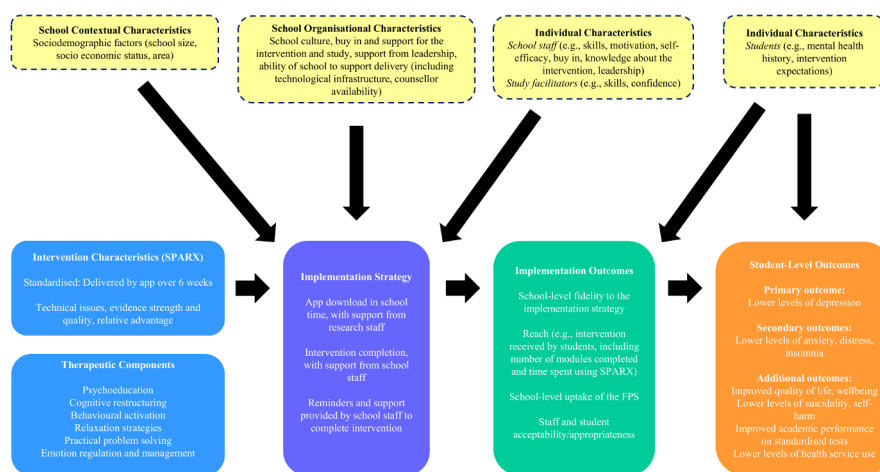 School Contextual Characteristics
Sociodemographic factors (school size,
socio economic status, area)
School Organisational Characteristics
School culture, buy in and support for the
intervention and study, support from leadership,
ability of school to support delivery (including
technological infrastructure, counsellor
availability)
Individual Characteristics
School staff (e.g., skills, motivation, self-
efficacy, buy in, knowledge about the
intervention, leadership)
Study facilitators (e.g., skills, confidence)
Individual Characteristics
Students (e.g., mental health
history, intervention
expectations)
Intervention Characteristics (SPARX)
Standardised: Delivered by app over 6 weeks
Technical issues, evidence strength and
quality, relative advantage
Therapeutic Components
Psychoeducation
Cognitive restructuring
Behavioural activation
Relaxation strategies
Practical problem solving
Emotion regulation and management
Implementation Strategy
App download in school
time, with support from
research staff
Intervention completion,
with support from school
staff
Reminders and support
provided by school staff to
complete intervention
Implementation Outcomes
School-level fidelity to the
implementation strategy
Reach (e.g., intervention
received by students, including
number of modules completed
and time spent using SPARX)
School-level uptake of the FPS
Staff and student
acceptability/appropriateness
Student-Level Outcomes
Primary outcome:
Lower levels of depression
Secondary outcomes:
Lower levels of anxiety, distress,
insomnia
Additional outcomes:
Improved quality of life, wellbeing
Lower levels of suicidality, self-
harm
Improved academic performance
on standardised tests
Lower levels of health service use